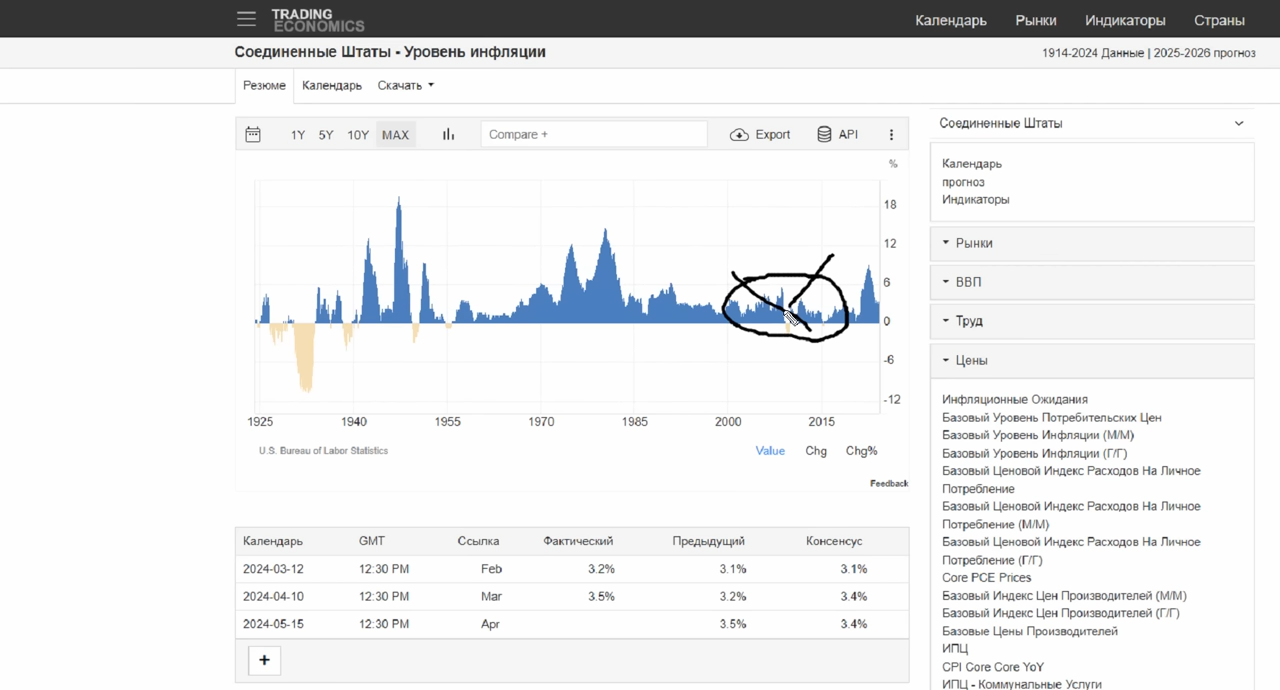 TRADING
ECONOMICS
Календарь Рынки Индикаторы Страны
Соединенные Штаты - Уровень инфляции
1914-2024 Данные | 2025-2026 прогноз
Резюме Календарь Скачать
1Y 5Y 10Y MAX Compare + Export API
%
18
12
6
0
-6
-12
1925 1940 1955 1970 1985 2000 2015
U.S. Bureau of Labor Statistics
Value Chg Chg%
Feedback
Календарь GMT Ссылка Фактический Предыдущий Консенсус
2024-03-12 12:30 PM Feb 3.2% 3.1% 3.1%
2024-04-10 12:30 PM Mar 3.5% 3.2% 3.4%
2024-05-15 12:30 PM Apr 3.5% 3.4%
+
Соединенные Штаты
Календарь
прогноз
Индикаторы
Рынки
ВВП
Труд
Цены
Инфляционные Ожидания
Базовый Уровень Потребительских Цен
Базовый Уровень Инфляции (М/М)
Базовый Уровень Инфляции (Г/Г)
Базовый Ценовой Индекс Расходов На Личное
Потребление
Базовый Ценовой Индекс Расходов На Личное
Потребление (М/М)
Базовый Ценовой Индекс Расходов На Личное
Потребление (Г/Г)
Core PCE Prices
Базовый Индекс Цен Производителей (М/М)
Базовый Индекс Цен Производителей (Г/Г)
Базовые Цены Производителей
ИПЦ
CPI Core Core YoY
ИПЦ - Коммунальные Услуги